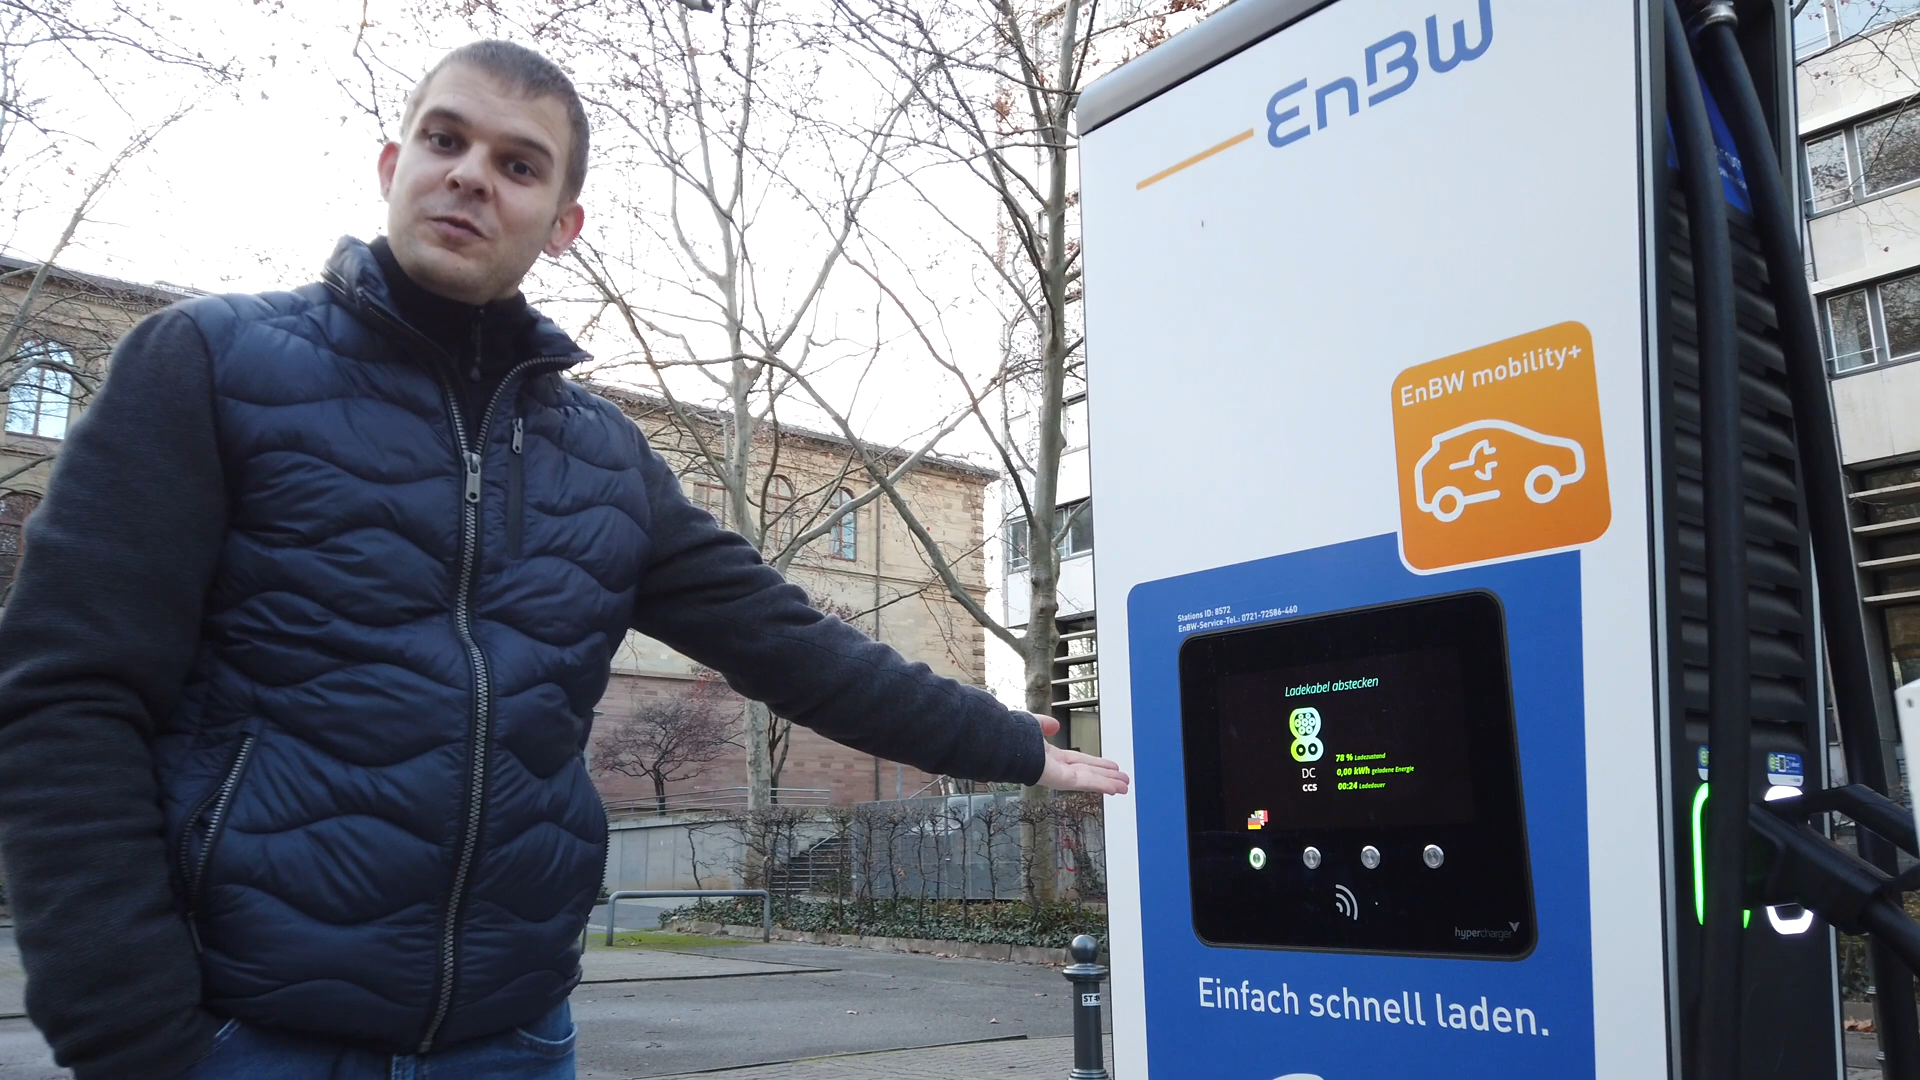 EnBW
EnBW mobility+
Stations ID: 8572
EnBW-Service-Tel.: 0721-72586-460
Ladekabel abstecken
78 % Ladezustand
DC
0,00 kWh geladene Energie
CCS
00:24 Ladedauer
hypercharger
Einfach schnell laden.